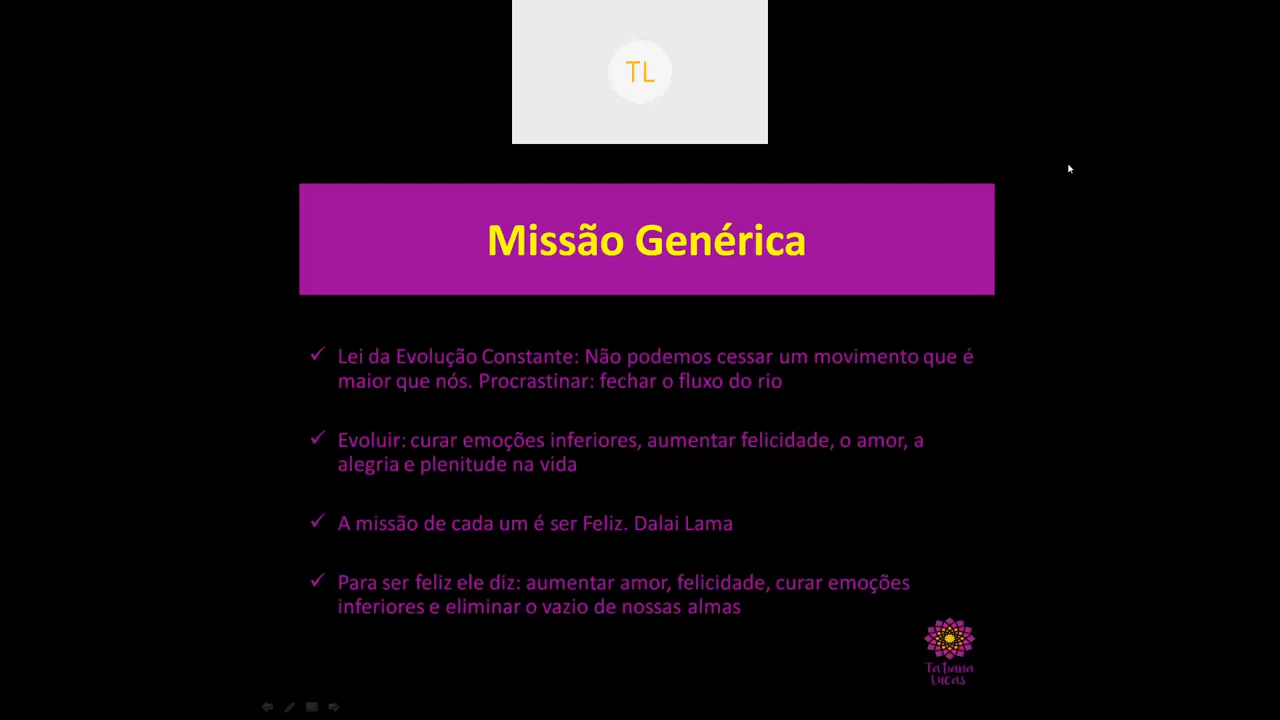 TL
Missão Genérica
✓ Lei da Evolução Constante: Não podemos cessar um movimento que é
maior que nós. Procrastinar: fechar o fluxo do rio
✓ Evoluir: curar emoções inferiores, aumentar felicidade, o amor, a
alegria e plenitude na vida
✓ A missão de cada um é ser Feliz. Dalai Lama
✓ Para ser feliz ele diz: aumentar amor, felicidade, curar emoções
inferiores e eliminar o vazio de nossas almas
Tatiana
Lucas